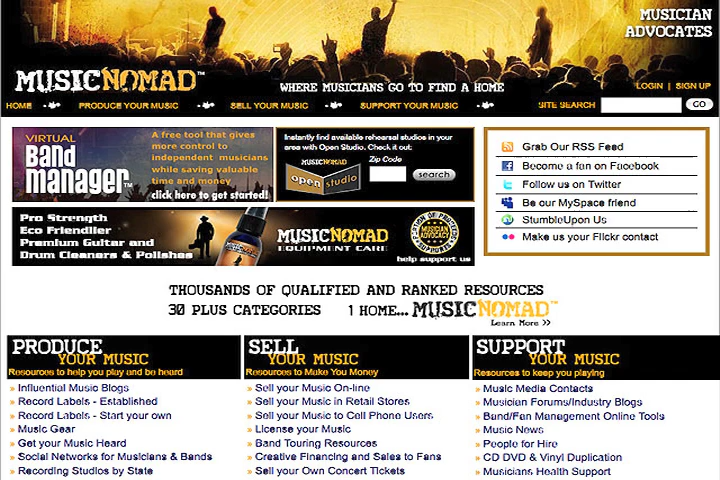 MUSICIAN
ADVOCATES
MUSICNOMAD™
WHERE MUSICIANS GO TO FIND A HOME
LOGIN | SIGN UP
HOME PRODUCE YOUR MUSIC SELL YOUR MUSIC SUPPORT YOUR MUSIC SITE SEARCH GO
VIRTUAL
Band
manager™
A free tool that gives
more control to
independent musicians
while saving valuable
time and money
click here to get started!
Instantly find available rehearsal studios in your
area with Open Studio. Check it out:
MUSICNOMAD
open studio
Zip Code
search
Grab Our RSS Feed
Become a fan on Facebook
Follow us on Twitter
Be our MySpace friend
StumbleUpon Us
Make us your Flickr contact
Pro Strength
Eco Friendlier
Premium Guitar and
Drum Cleaners & Polishes
MUSICNOMAD
EQUIPMENT CARE
MUSICIAN
ADVOCACY
help support us
THOUSANDS OF QUALIFIED AND RANKED RESOURCES
30 PLUS CATEGORIES 1 HOME... MUSICNOMAD™
Learn More >>
PRODUCE
YOUR MUSIC
Resources to help you play and be heard
» Influential Music Blogs
» Record Labels - Established
» Record Labels - Start your own
» Music Gear
» Get your Music Heard
» Social Networks for Musicians & Bands
» Recording Studios by State
SELL
YOUR MUSIC
Resources to Make You Money
» Sell your Music On-line
» Sell your Music in Retail Stores
» Sell your Music to Cell Phone Users
» License your Music
» Band Touring Resources
» Creative Financing and Sales to Fans
» Sell your Own Concert Tickets
SUPPORT
YOUR MUSIC
Resources to keep you playing
» Music Media Contacts
» Musician Forums/Industry Blogs
» Band/Fan Management Online Tools
» Music News
» People for Hire
» CD DVD & Vinyl Duplication
» Musicians Health Support